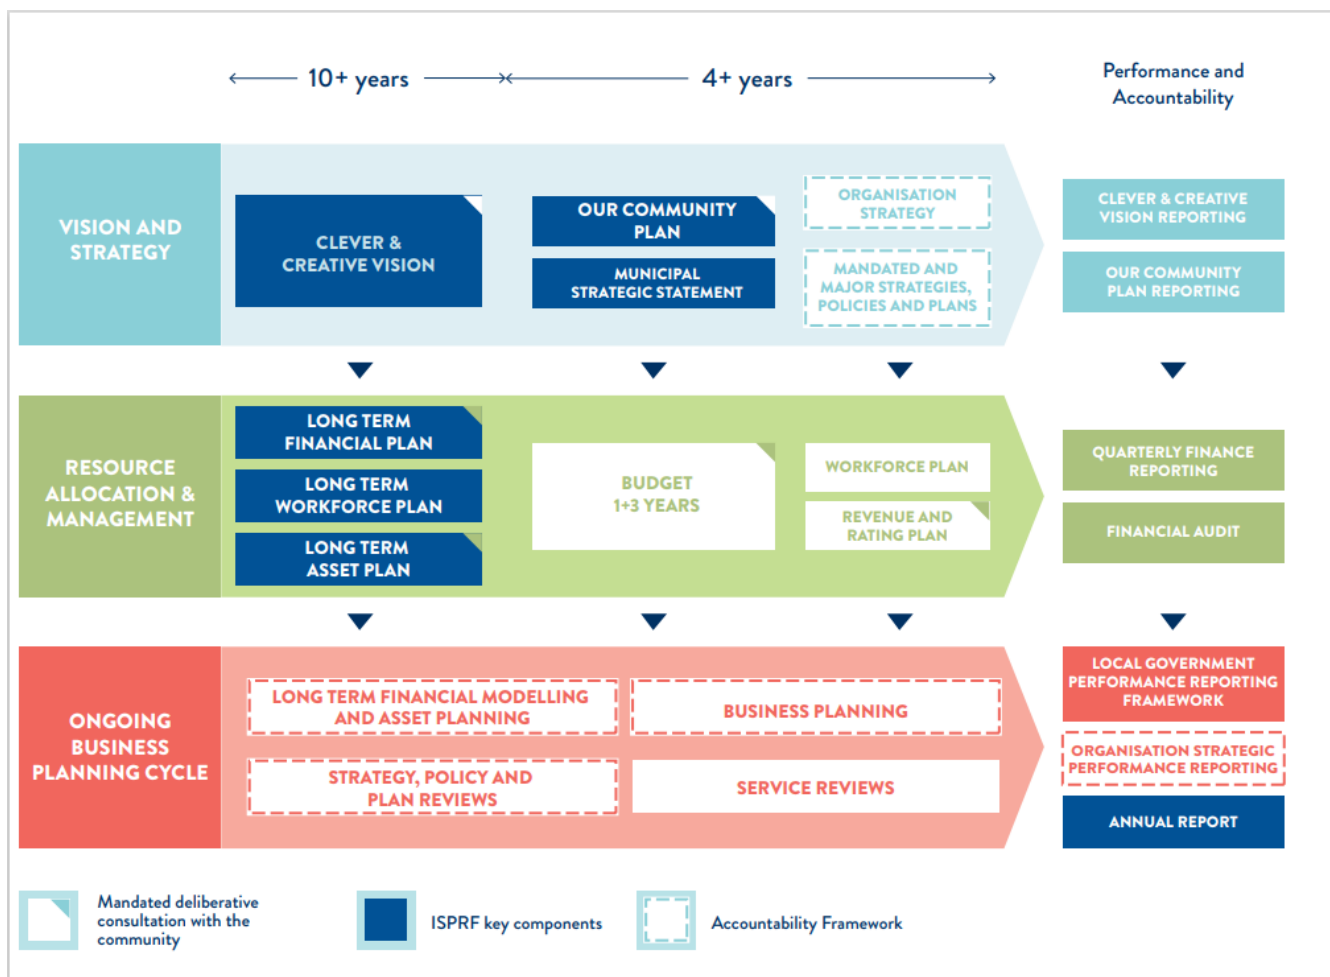 10+ years
4+ years
Performance and
Accountability
VISION AND
STRATEGY
CLEVER &
CREATIVE VISION
OUR COMMUNITY
PLAN
MUNICIPAL
STRATEGIC STATEMENT
ORGANISATION
STRATEGY
MANDATED AND
MAJOR STRATEGIES,
POLICIES AND PLANS
CLEVER & CREATIVE
VISION REPORTING
OUR COMMUNITY
PLAN REPORTING
RESOURCE
ALLOCATION &
MANAGEMENT
LONG TERM
FINANCIAL PLAN
LONG TERM
WORKFORCE PLAN
LONG TERM
ASSET PLAN
BUDGET
1+3 YEARS
WORKFORCE PLAN
REVENUE AND
RATING PLAN
QUARTERLY FINANCE
REPORTING
FINANCIAL AUDIT
ONGOING
BUSINESS
PLANNING CYCLE
LONG TERM FINANCIAL MODELLING
AND ASSET PLANNING
BUSINESS PLANNING
STRATEGY, POLICY AND
PLAN REVIEWS
SERVICE REVIEWS
LOCAL GOVERNMENT
PERFORMANCE REPORTING
FRAMEWORK
ORGANISATION STRATEGIC
PERFORMANCE REPORTING
ANNUAL REPORT
Mandated deliberative
consultation with the
community
ISPRF key components
Accountability Framework